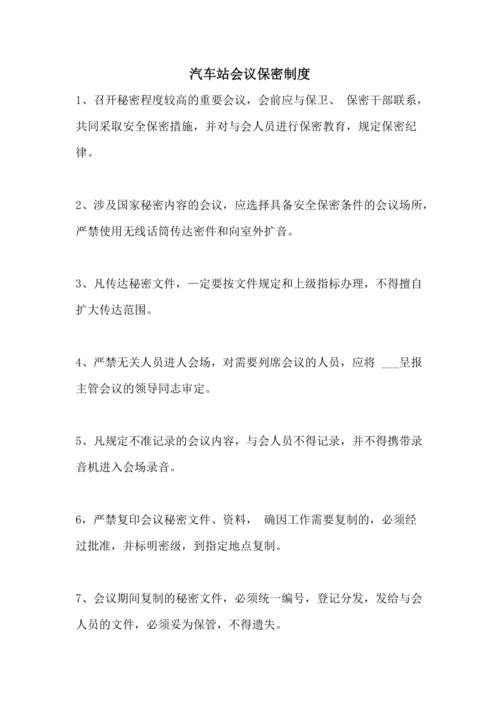 汽车站会议保密制度
1、召开秘密程度较高的重要会议，会前应与保卫、 保密干部联系，
共同采取安全保密措施，并对与会人员进行保密教育，规定保密纪
律。
2、涉及国家秘密内容的会议，应选择具备安全保密条件的会议场所，
严禁使用无线话筒传达密件和向室外扩音。
3、凡传达秘密文件，一定要按文件规定和上级指标办理，不得擅自
扩大传达范围。
4、严禁无关人员进人会场，对需要列席会议的人员，应将 ___呈报
主管会议的领导同志审定。
5、凡规定不准记录的会议内容，与会人员不得记录，并不得携带录
音机进入会场录音。
6，严禁复印会议秘密文件、资料， 确因工作需要复制的，必须经
过批准，并标明密级，到指定地点复制。
7、会议期间复制的秘密文件，必须统一编号，登记分发，发给与会
人员的文件，必须妥为保管，不得遗失。